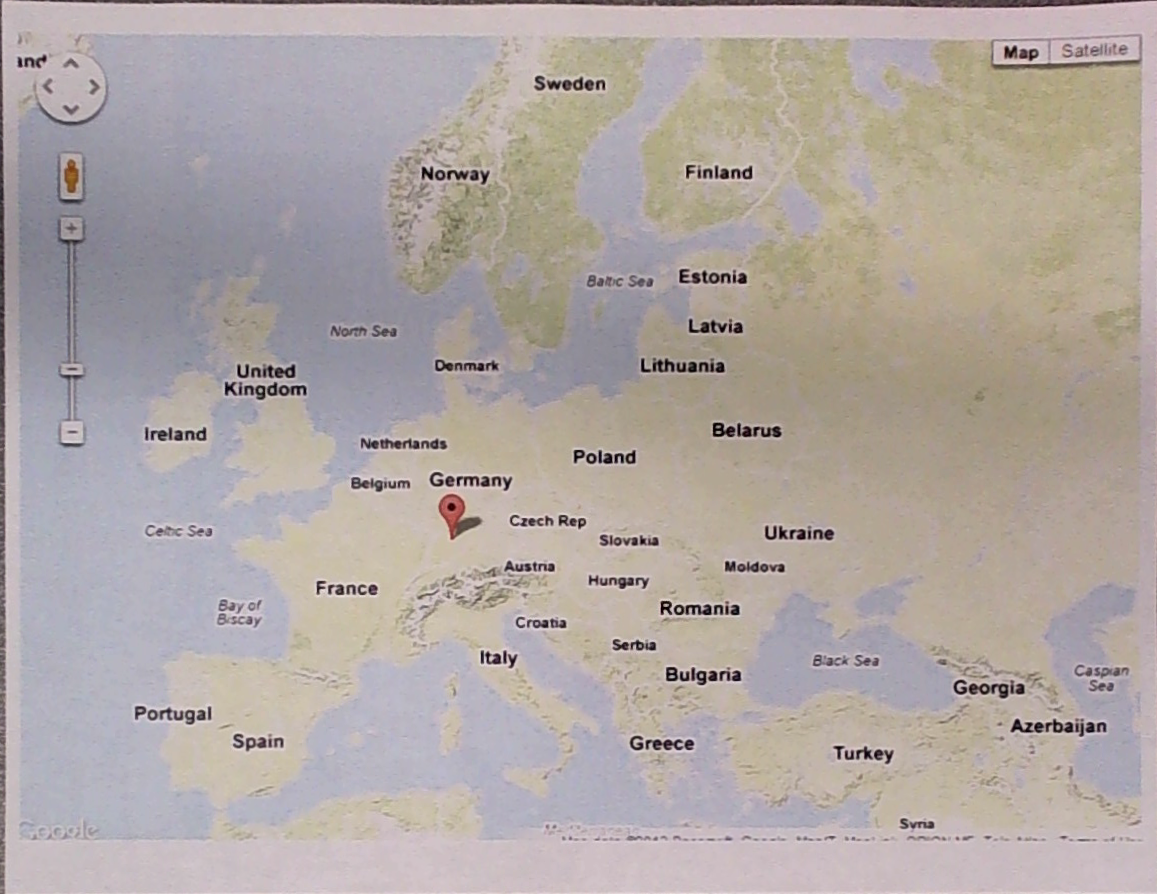 and
Map
Satellite
Sweden
Norway
Finland
Baltic Sea
Estonia
North Sea
Latvia
Denmark
Lithuania
United
Kingdom
Ireland
Netherlands
Belarus
Poland
Belgium
Germany
Celtic Sea
Czech Rep
Slovakia
Ukraine
Austria
Moldova
Hungary
France
Bay of
Biscay
Romania
Croatia
Serbia
Italy
Black Sea
Bulgaria
Caspian
Sea
Georgia
Portugal
Azerbaijan
Spain
Greece
Turkey
Syria
Google